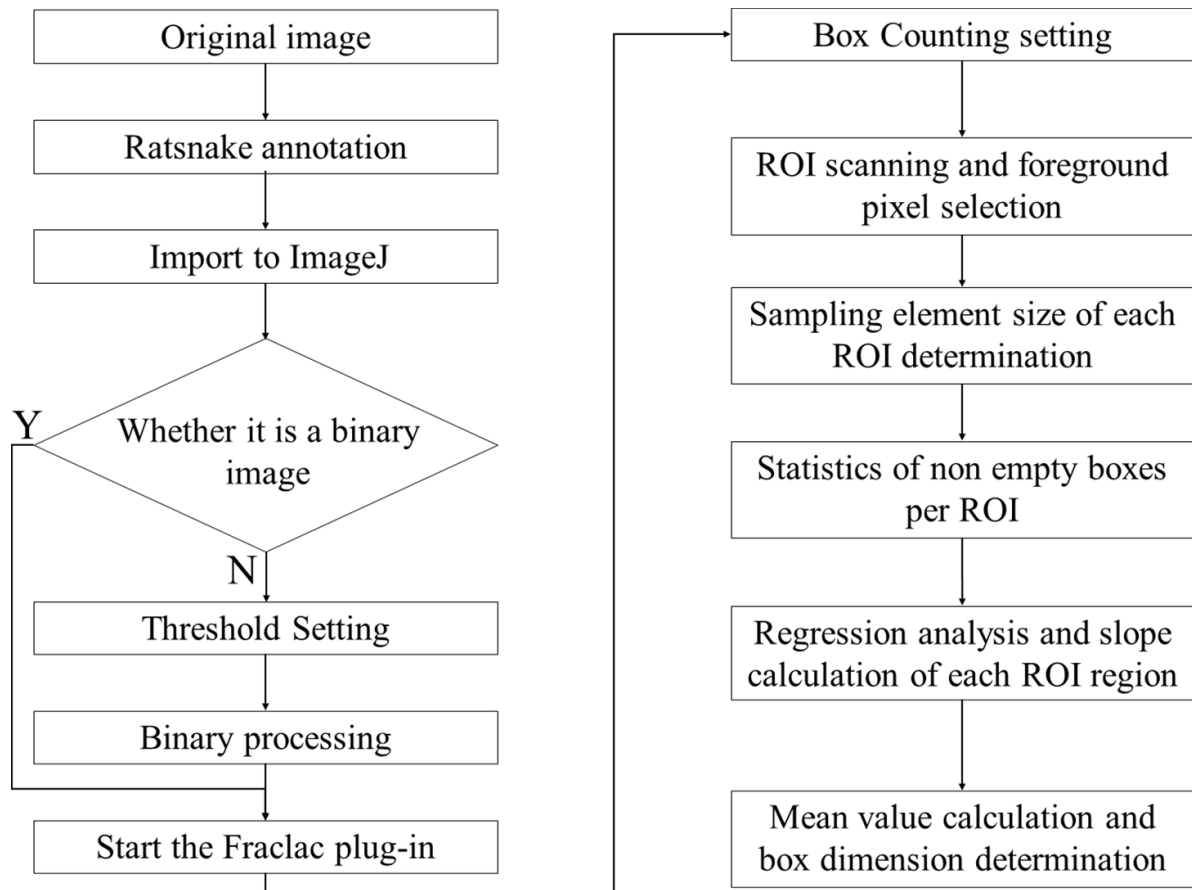 Original image
Ratsnake annotation
Import to ImageJ
Y
Whether it is a binary
image
N
Threshold Setting
Binary processing
Start the Fraclac plug-in
Box Counting setting
ROI scanning and foreground
pixel selection
Sampling element size of each
ROI determination
Statistics of non empty boxes
per ROI
Regression analysis and slope
calculation of each ROI region
Mean value calculation and
box dimension determination